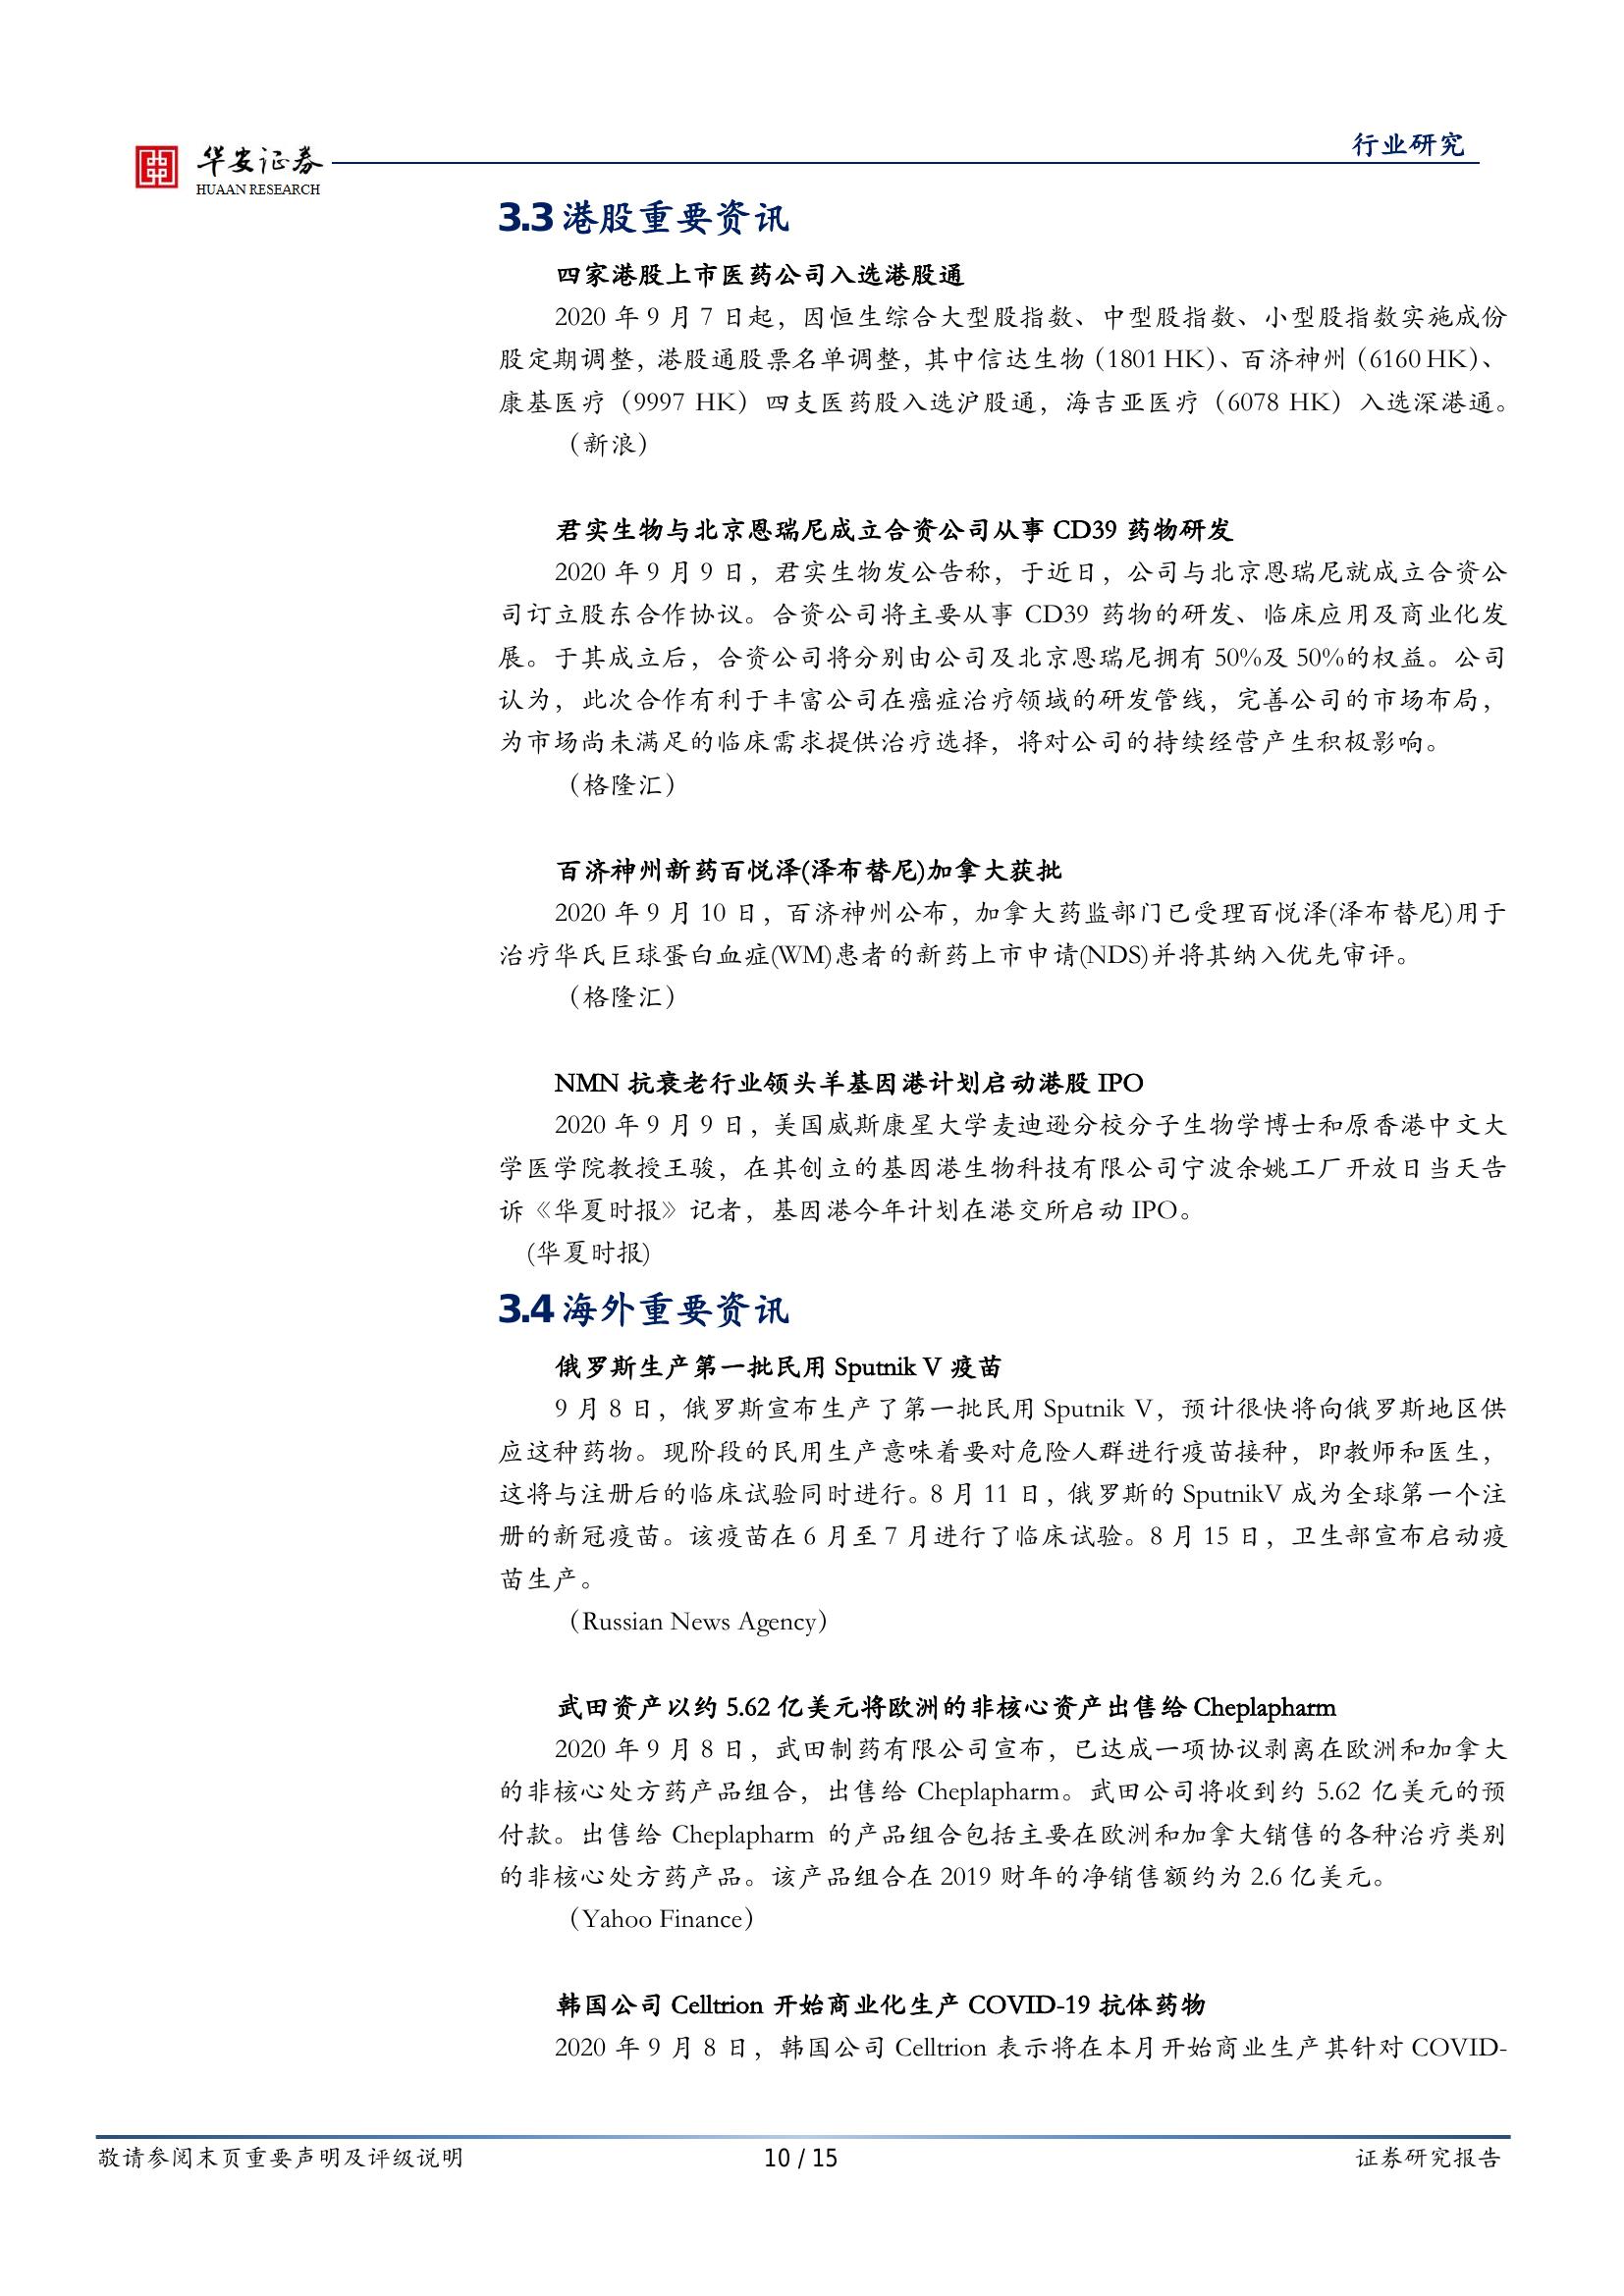 华安证券
HUAAN RESEARCH
行业研究
3.3 港股重要资讯
四家港股上市医药公司入选港股通
2020 年 9 月 7 日起，因恒生综合大型股指数、中型股指数、小型股指数实施成份
股定期调整，港股通股票名单调整，其中信达生物（1801 HK）、百济神州（6160 HK）、
康基医疗（9997 HK）四支医药股入选沪股通，海吉亚医疗（6078 HK）入选深港通。
（新浪）
君实生物与北京恩瑞尼成立合资公司从事 CD39 药物研发
2020 年 9 月 9 日，君实生物发公告称，于近日，公司与北京恩瑞尼就成立合资公
司订立股东合作协议。合资公司将主要从事 CD39 药物的研发、临床应用及商业化发
展。于其成立后，合资公司将分别由公司及北京恩瑞尼拥有 50%及 50%的权益。公司
认为，此次合作有利于丰富公司在癌症治疗领域的研发管线，完善公司的市场布局，
为市场尚未满足的临床需求提供治疗选择，将对公司的持续经营产生积极影响。
（格隆汇）
百济神州新药百悦泽(泽布替尼)加拿大获批
2020 年 9 月 10 日，百济神州公布，加拿大药监部门已受理百悦泽(泽布替尼)用于
治疗华氏巨球蛋白血症(WM)患者的新药上市申请(NDS)并将其纳入优先审评。
（格隆汇）
NMN 抗衰老行业领头羊基因港计划启动港股 IPO
2020 年 9 月 9 日，美国威斯康星大学麦迪逊分校分子生物学博士和原香港中文大
学医学院教授王骏，在其创立的基因港生物科技有限公司宁波余姚工厂开放日当天告
诉《华夏时报》记者，基因港今年计划在港交所启动 IPO。
(华夏时报)
3.4 海外重要资讯
俄罗斯生产第一批民用 Sputnik V 疫苗
9 月 8 日，俄罗斯宣布生产了第一批民用 Sputnik V，预计很快将向俄罗斯地区供
应这种药物。现阶段的民用生产意味着要对危险人群进行疫苗接种，即教师和医生，
这将与注册后的临床试验同时进行。8 月 11 日，俄罗斯的 SputnikV 成为全球第一个注
册的新冠疫苗。该疫苗在 6 月至 7 月进行了临床试验。8 月 15 日，卫生部宣布启动疫
苗生产。
（Russian News Agency）
武田资产以约 5.62 亿美元将欧洲的非核心资产出售给 Cheplapharm
2020 年 9 月 8 日，武田制药有限公司宣布，已达成一项协议剥离在欧洲和加拿大
的非核心处方药产品组合，出售给 Cheplapharm。武田公司将收到约 5.62 亿美元的预
付款。出售给 Cheplapharm 的产品组合包括主要在欧洲和加拿大销售的各种治疗类别
的非核心处方药产品。该产品组合在 2019 财年的净销售额约为 2.6 亿美元。
（Yahoo Finance）
韩国公司 Celltrion 开始商业化生产 COVID-19 抗体药物
2020 年 9 月 8 日，韩国公司 Celltrion 表示将在本月开始商业生产其针对 COVID-
敬请参阅末页重要声明及评级说明
10 / 15
证券研究报告